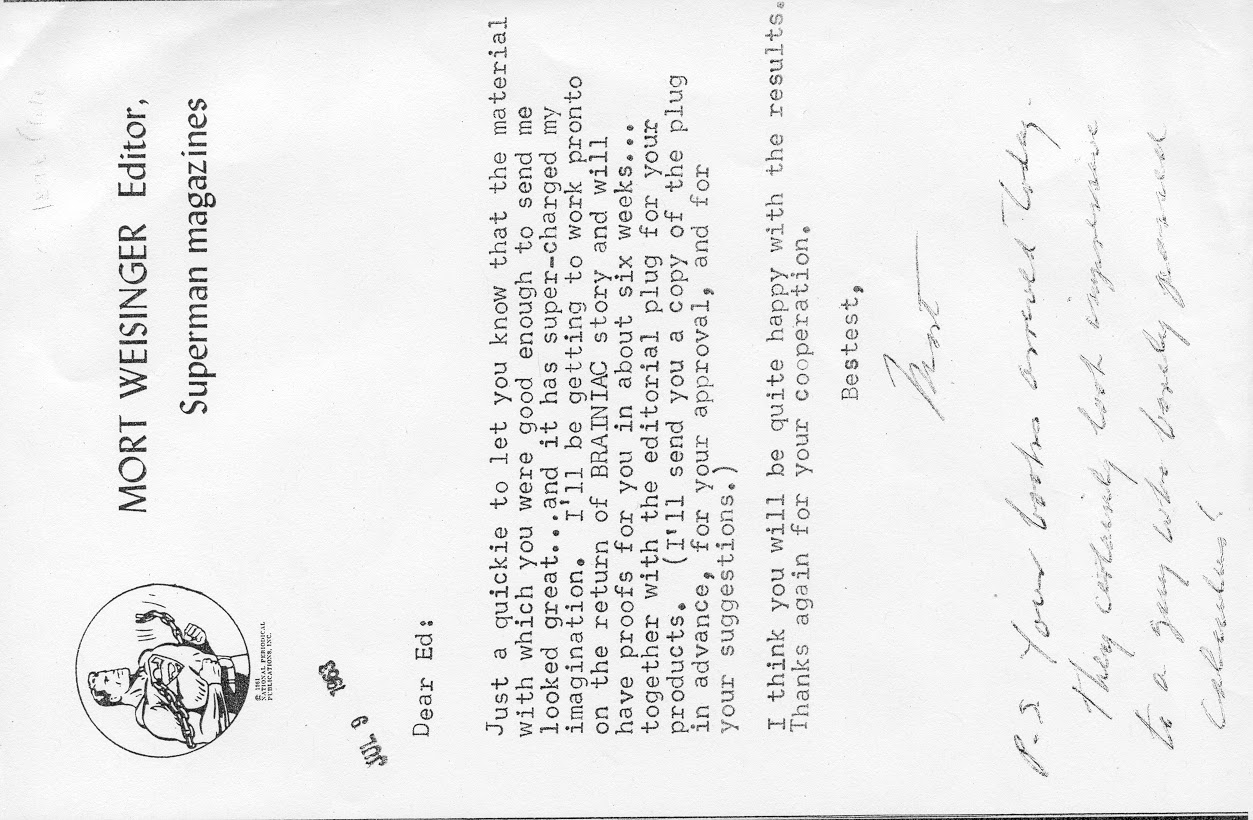 MORT WEISINGER Editor,
Superman magazines
© 1961
NATIONAL PERIODICAL
PUBLICATIONS, INC.
JUL 9 1963
Dear Ed:
Just a quickie to let you know that the material
with which you were good enough to send me
looked great...and it has super-charged my
imagination. I'll be getting to work pronto
on the return of BRAINIAC story and will
have proofs for you in about six weeks...
together with the editorial plug for your
products. (I'll send you a copy of the plug
in advance, for your approval, and for
your suggestions.)
I think you will be quite happy with the results.
Thanks again for your cooperation.
Bestest,
Mort
P-S Your books arrived today.
They certainly look impressive
to a guy who barely passed
Calculus!